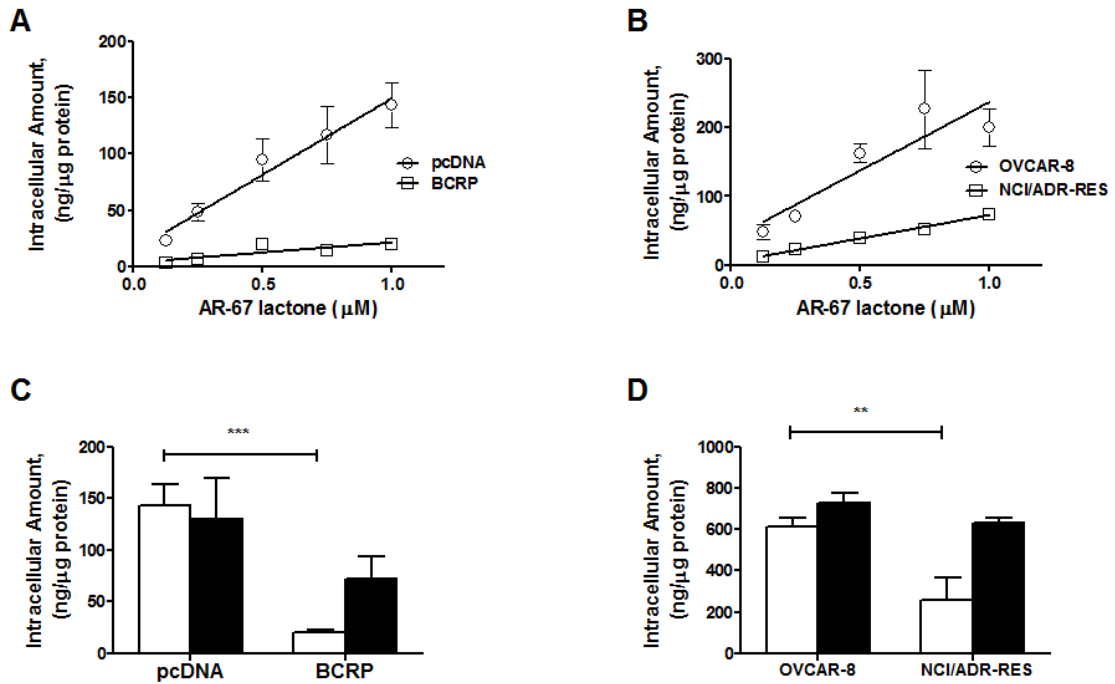 A
Intracellular Amount,
(ng/µg protein)
200
150
100
50
0
0.0
0.5
1.0
AR-67 lactone (µM)
pcDNA
BCRP
B
Intracellular Amount,
(ng/µg protein)
300
200
100
0
0.0
0.5
1.0
AR-67 lactone (µM)
OVCAR-8
NCI/ADR-RES
C
Intracellular Amount,
(ng/µg protein)
200
150
100
50
0
***
pcDNA
BCRP
D
Intracellular Amount,
(ng/µg protein)
1000
800
600
400
200
0
**
OVCAR-8
NCI/ADR-RES